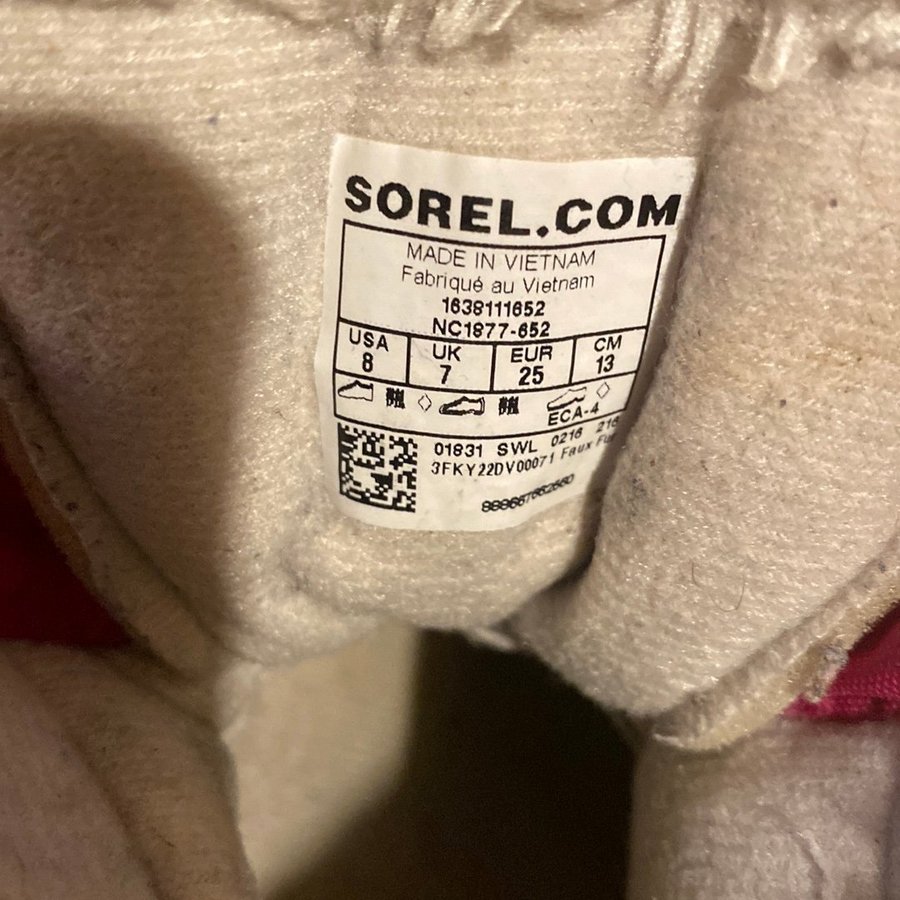 SOREL.COM
MADE IN VIETNAM
Fabriqué au Vietnam
1638111652
NC1877-652
USA UK EUR CM
8 7 25 13
ECA-4
01831 SWL 0216 216
3FKY22DV00071 Faux Fur